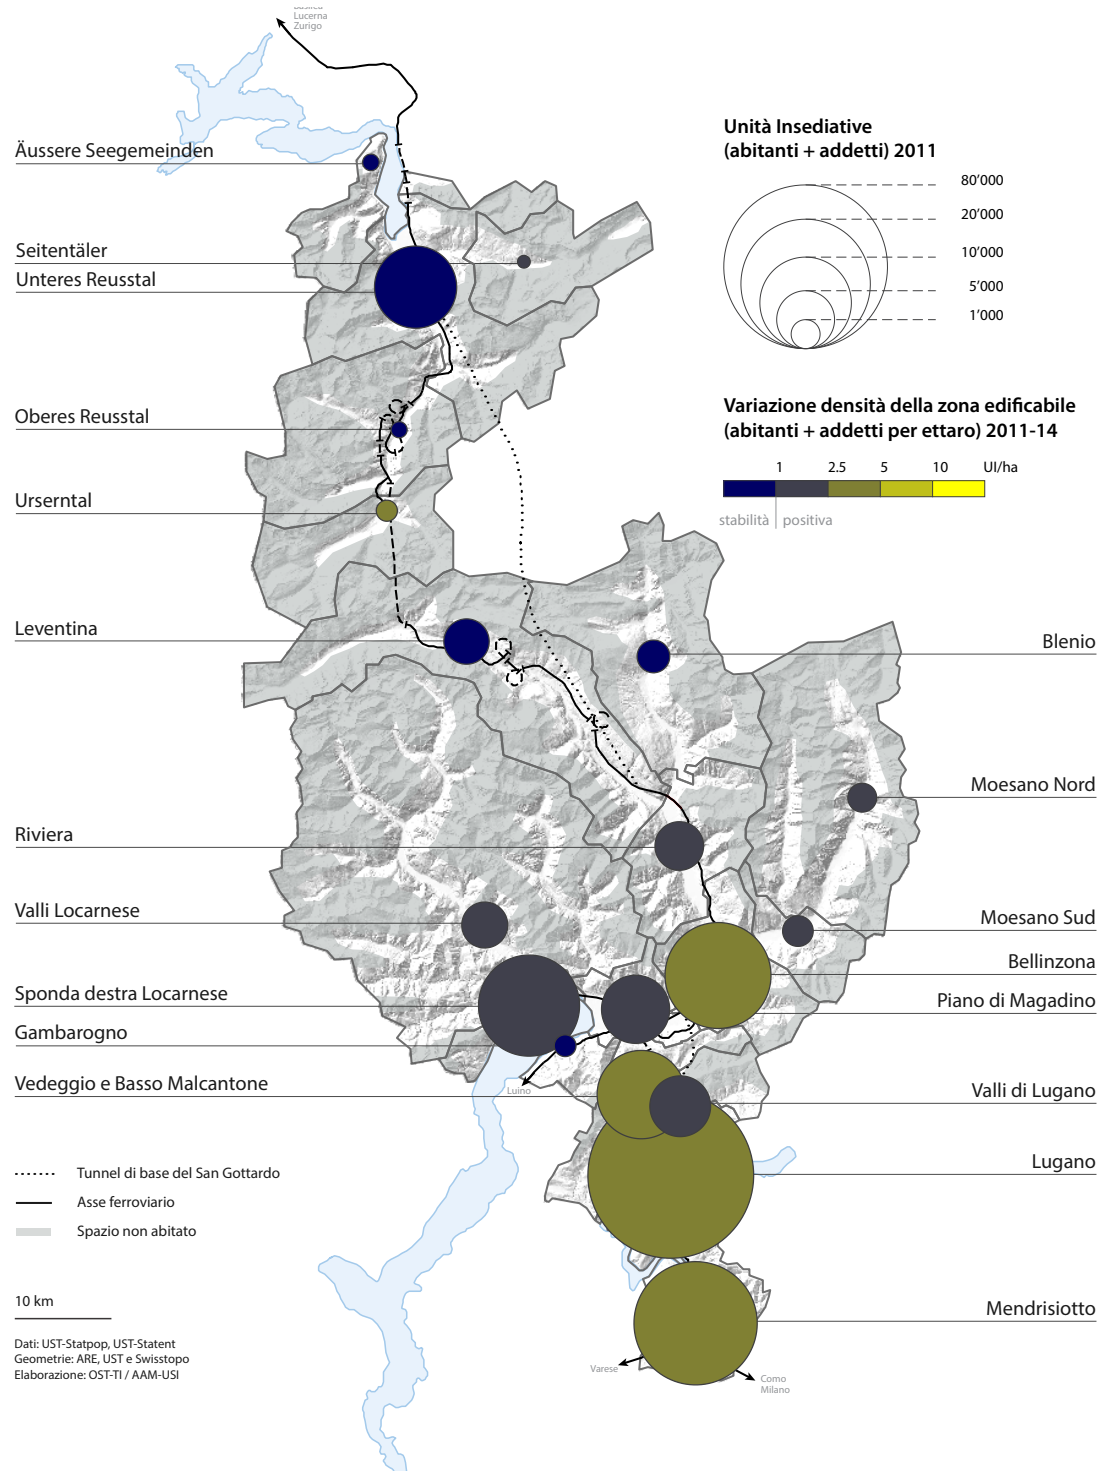 Basilea
Lucerna
Zurigo
Äussere Seegemeinden
Seitentäler
Unteres Reusstal
Oberes Reusstal
Urserntal
Leventina
Riviera
Valli Locarnese
Sponda destra Locarnese
Gambarogno
Vedeggio e Basso Malcantone
Unità Insediative
(abitanti + addetti) 2011
80’000
20’000
10’000
5’000
1’000
Variazione densità della zona edificabile
(abitanti + addetti per ettaro) 2011-14
1 2.5 5 10 UI/ha
stabilità positiva
Blenio
Moesano Nord
Moesano Sud
Bellinzona
Piano di Magadino
Valli di Lugano
Lugano
Mendrisiotto
Luino
Varese
Como
Milano
Tunnel di base del San Gottardo
Asse ferroviario
Spazio non abitato
10 km
Dati: UST-Statpop, UST-Statent
Geometrie: ARE, UST e Swisstopo
Elaborazione: OST-TI / AAM-USI